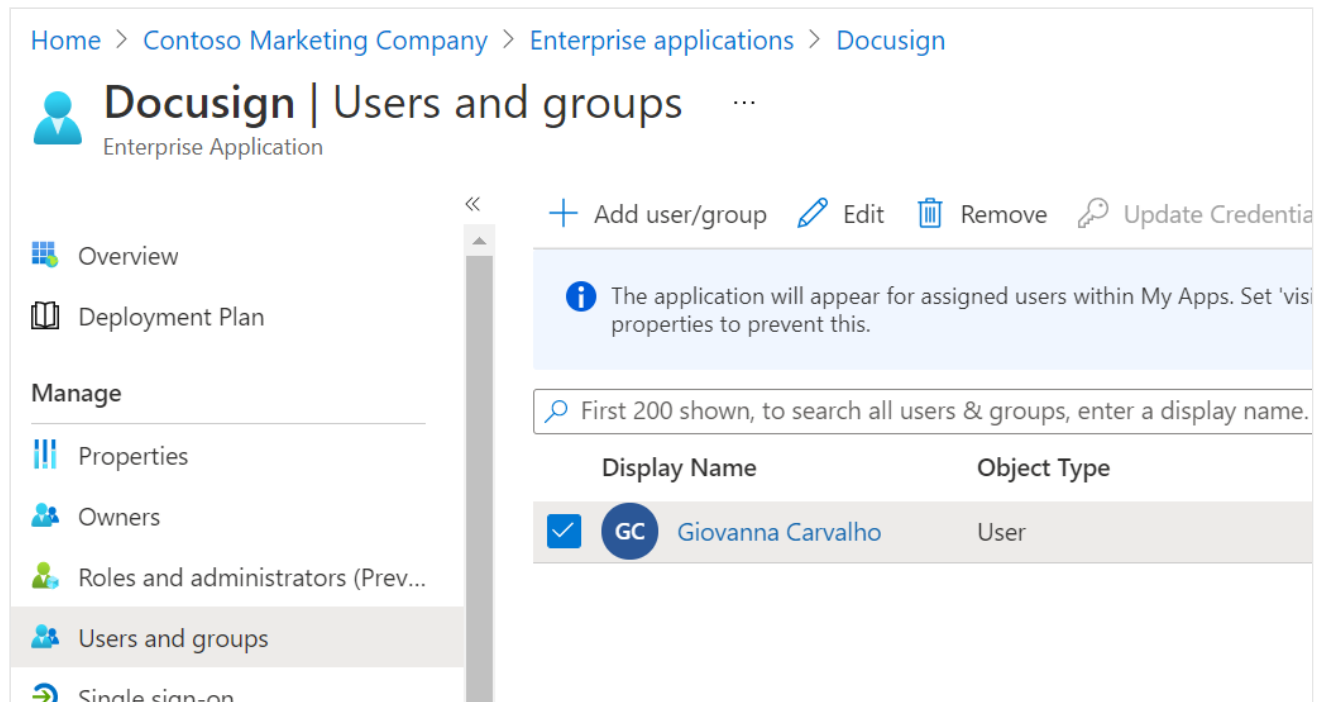 Home > Contoso Marketing Company > Enterprise applications > Docusign
Docusign | Users and groups ...
Enterprise Application
«
Overview
Deployment Plan
Manage
Properties
Owners
Roles and administrators (Prev...
Users and groups
Single sign-on
Add user/group Edit Remove Update Credentia
The application will appear for assigned users within My Apps. Set 'visi
properties to prevent this.
First 200 shown, to search all users & groups, enter a display name.
Display Name Object Type
GC Giovanna Carvalho User